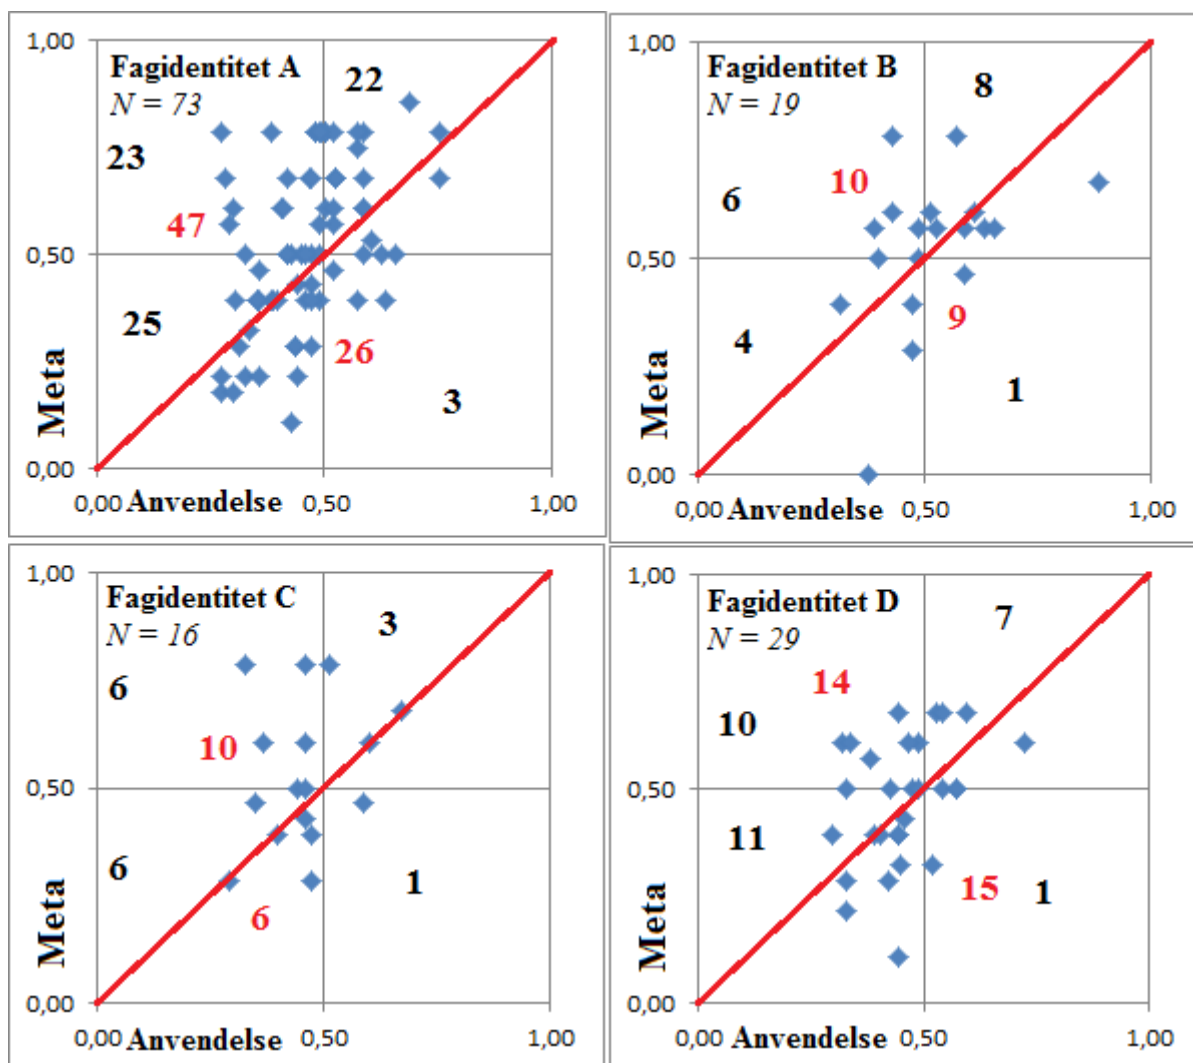 1,00
Fagidentitet A
N = 73
22
23
47
0,50
25
26
3
Meta
0,00
0,00 Anvendelse 0,50 1,00
1,00
Fagidentitet B
N = 19
8
10
6
0,50
9
4
1
Meta
0,00
0,00 Anvendelse 0,50 1,00
1,00
Fagidentitet C
N = 16
3
6
10
0,50
6
1
6
Meta
0,00
0,00 Anvendelse 0,50 1,00
1,00
Fagidentitet D
N = 29
7
14
10
0,50
11
15
1
Meta
0,00
0,00 Anvendelse 0,50 1,00